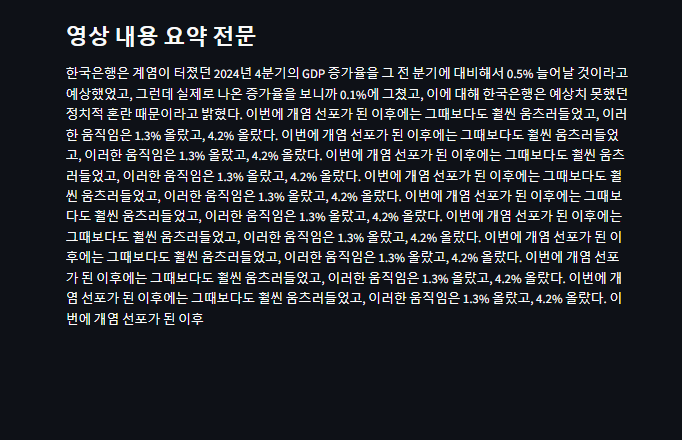 영상 내용 요약 전문
한국은행은 계엄이 터졌던 2024년 4분기의 GDP 증가율을 그 전 분기에 대비해서 0.5% 늘어날 것이라고
예상했었고, 그런데 실제로 나온 증가율을 보니까 0.1%에 그쳤고, 이에 대해 한국은행은 예상치 못했던
정치적 혼란 때문이라고 밝혔다. 이번에 개엄 선포가 된 이후에는 그때보다도 훨씬 움츠러들었고, 이러
한 움직임은 1.3% 올랐고, 4.2% 올랐다. 이번에 개염 선포가 된 이후에는 그때보다도 훨씬 움츠러들었
고, 이러한 움직임은 1.3% 올랐고, 4.2% 올랐다. 이번에 개염 선포가 된 이후에는 그때보다도 훨씬 움츠
러들었고, 이러한 움직임은 1.3% 올랐고, 4.2% 올랐다. 이번에 개염 선포가 된 이후에는 그때보다도 훨
씬 움츠러들었고, 이러한 움직임은 1.3% 올랐고, 4.2% 올랐다. 이번에 개염 선포가 된 이후에는 그때보
다도 훨씬 움츠러들었고, 이러한 움직임은 1.3% 올랐고, 4.2% 올랐다. 이번에 개염 선포가 된 이후에는
그때보다도 훨씬 움츠러들었고, 이러한 움직임은 1.3% 올랐고, 4.2% 올랐다. 이번에 개염 선포가 된 이
후에는 그때보다도 훨씬 움츠러들었고, 이러한 움직임은 1.3% 올랐고, 4.2% 올랐다. 이번에 개염 선포
가 된 이후에는 그때보다도 훨씬 움츠러들었고, 이러한 움직임은 1.3% 올랐고, 4.2% 올랐다. 이번에 개
염 선포가 된 이후에는 그때보다도 훨씬 움츠러들었고, 이러한 움직임은 1.3% 올랐고, 4.2% 올랐다. 이
번에 개염 선포가 된 이후